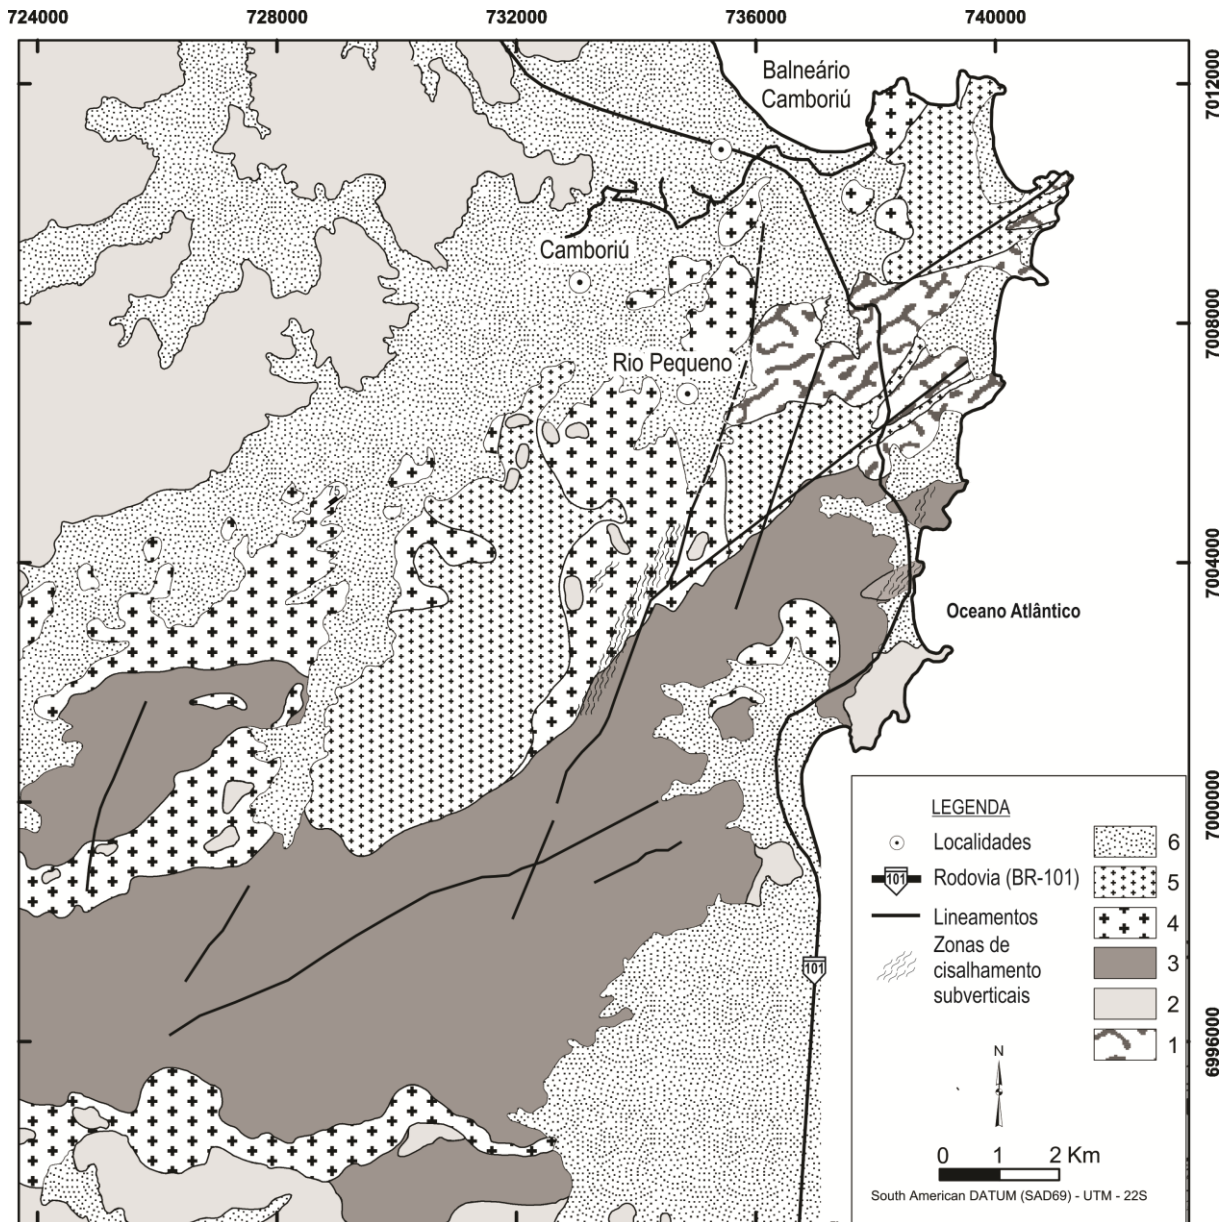 724000
728000
732000
736000
740000
7012000
7008000
7004000
7000000
6996000
Balneário
Camboriú
Camboriú
Rio Pequeno
75
Oceano Atlântico
101
LEGENDA
Localidades
101
Rodovia (BR-101)
Lineamentos
Zonas de
cisalhamento
subverticais
6
5
4
3
2
1
N
0 1 2 Km
South American DATUM (SAD69) - UTM - 22S